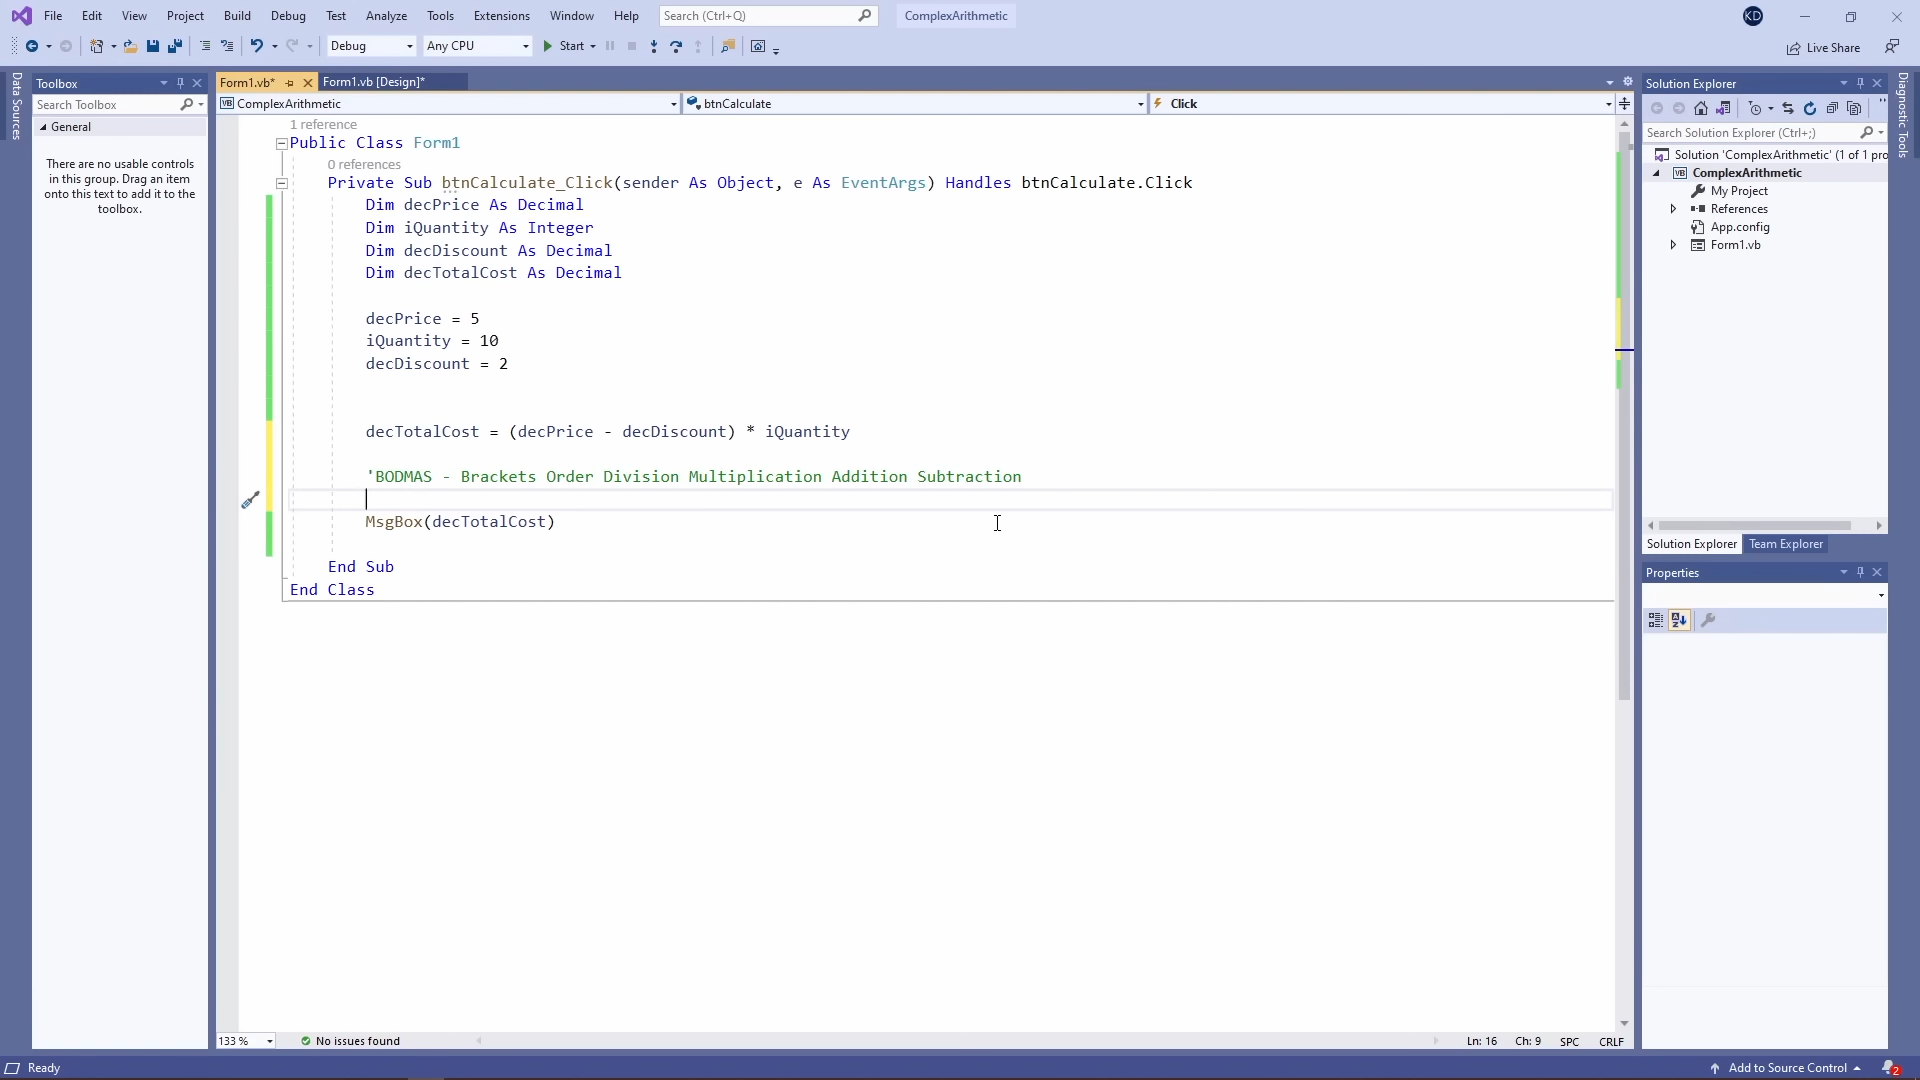 File Edit View Project Build Debug Test Analyze Tools Extensions Window Help Search (Ctrl+Q) ComplexArithmetic KD
Debug Any CPU Start Live Share
Data Sources
Toolbox
Search Toolbox
General
There are no usable controls
in this group. Drag an item
onto this text to add it to the
toolbox.
Form1.vb* Form1.vb [Design]*
ComplexArithmetic btnCalculate Click
1 reference
Public Class Form1
0 references
Private Sub btnCalculate_Click(sender As Object, e As EventArgs) Handles btnCalculate.Click
Dim decPrice As Decimal
Dim iQuantity As Integer
Dim decDiscount As Decimal
Dim decTotalCost As Decimal
decPrice = 5
iQuantity = 10
decDiscount = 2
decTotalCost = (decPrice - decDiscount) * iQuantity
'BODMAS - Brackets Order Division Multiplication Addition Subtraction
MsgBox(decTotalCost)
End Sub
End Class
133 % No issues found Ln: 16 Ch: 9 SPC CRLF
Solution Explorer
Search Solution Explorer (Ctrl+;)
Solution 'ComplexArithmetic' (1 of 1 pro
VB ComplexArithmetic
My Project
References
App.config
Form1.vb
Solution Explorer Team Explorer
Properties
Diagnostic Tools
Ready Add to Source Control 2